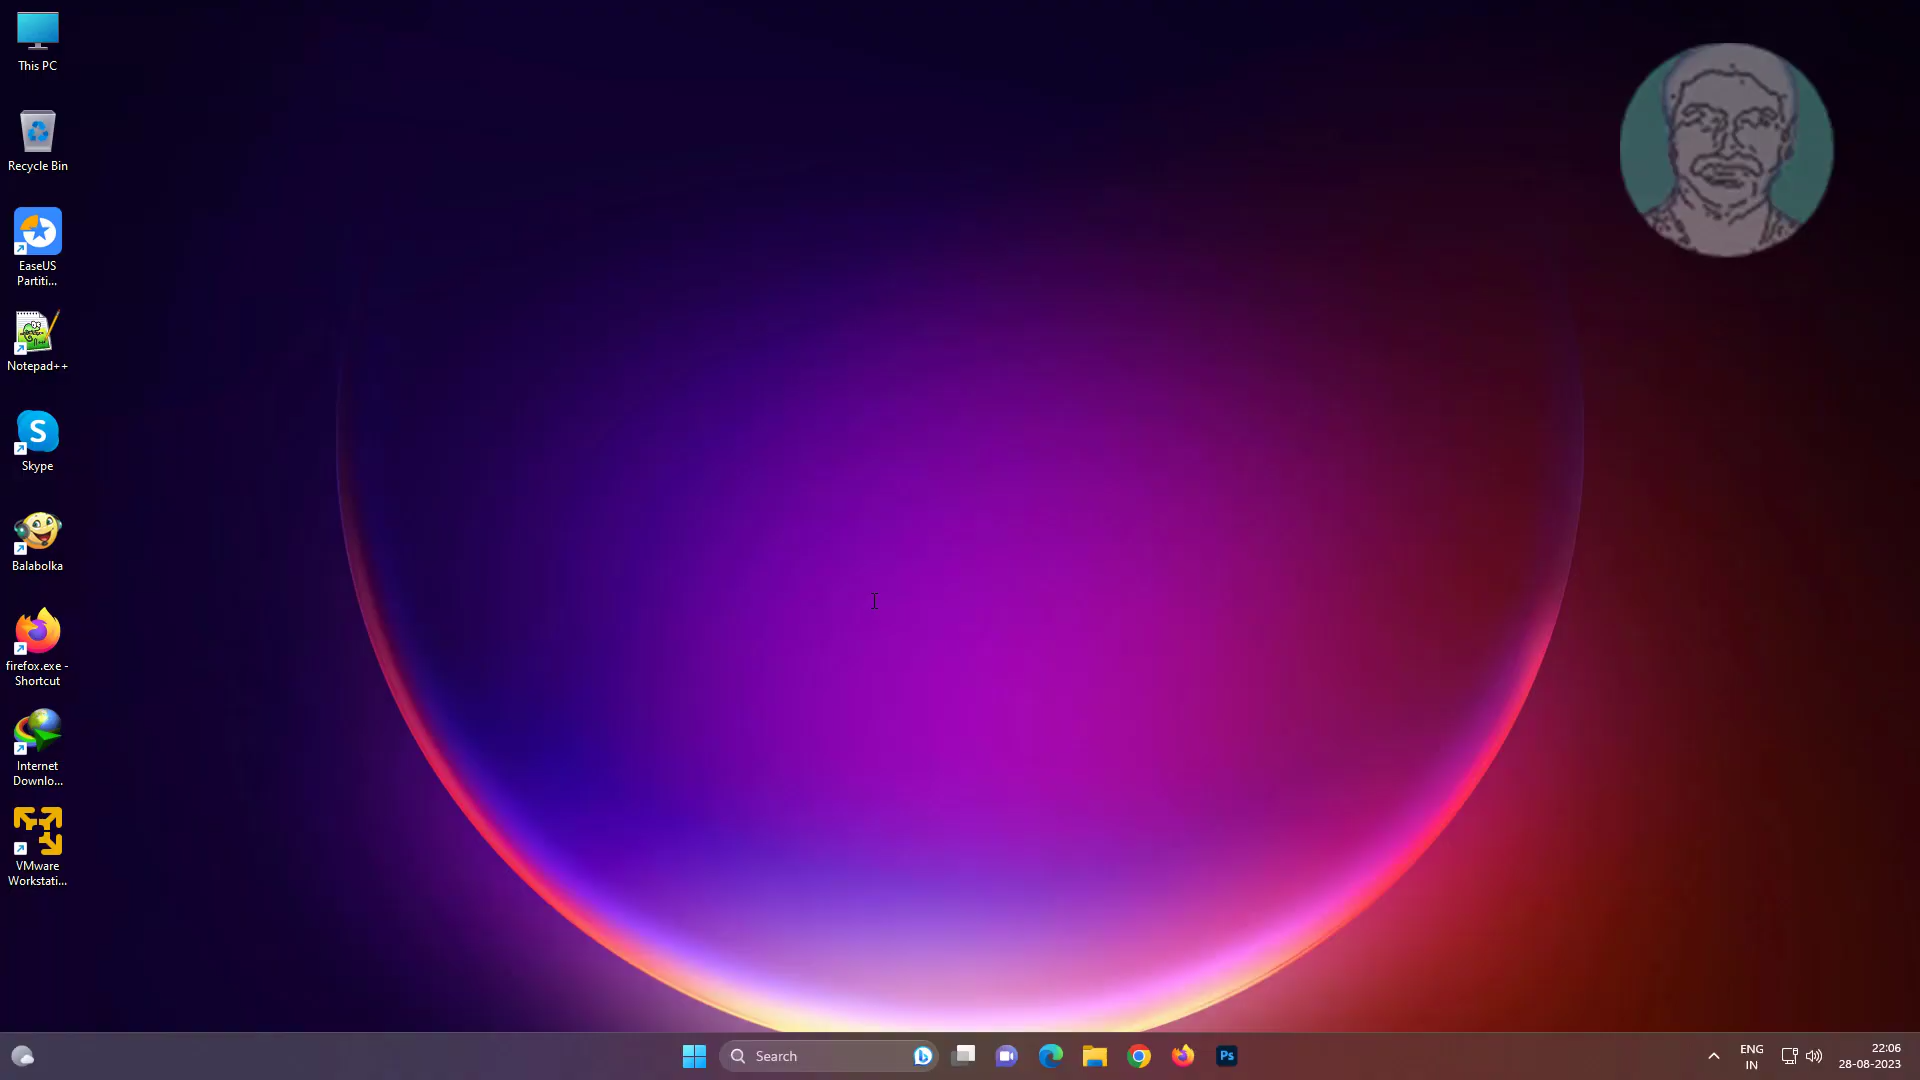 This PC
Recycle Bin
EaseUS
Partiti...
Notepad++
S
Skype
Balabolka
firefox.exe -
Shortcut
Internet
Downlo...
VMware
Workstati...
Search
Ps
ENG
IN
22:06
28-08-2023